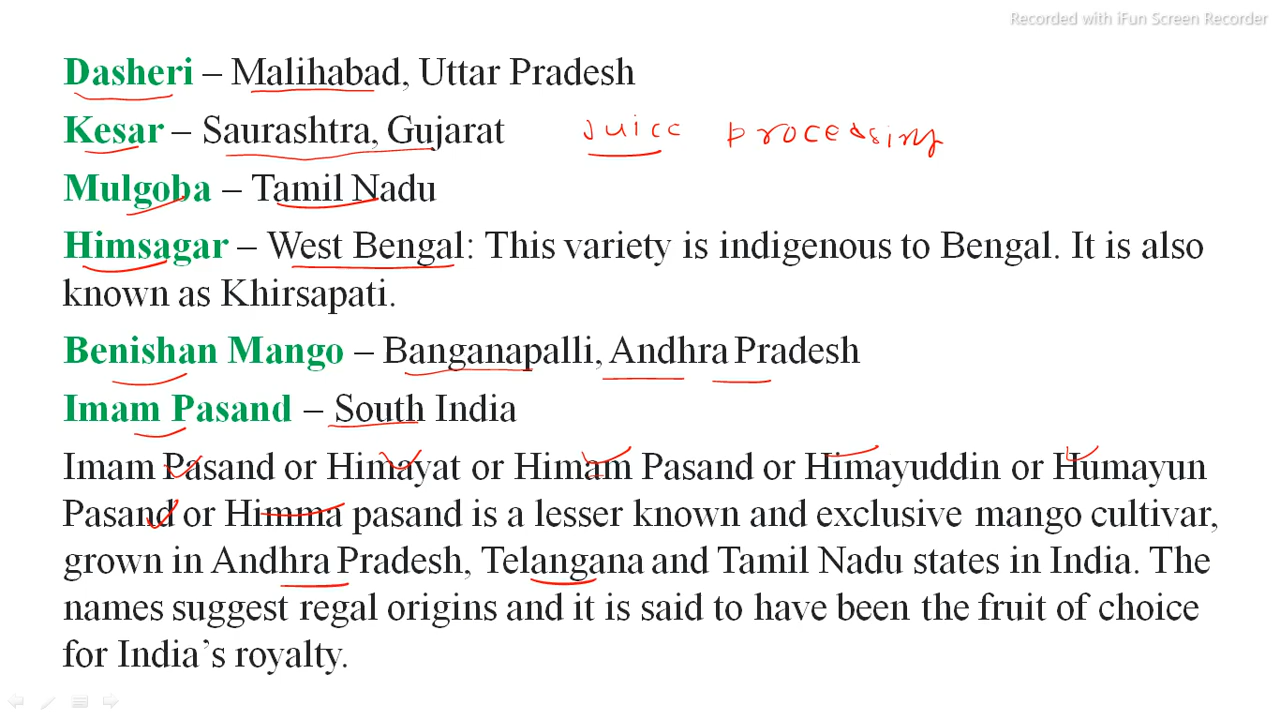 Recorded with iFun Screen Recorder
Dasheri – Malihabad, Uttar Pradesh
Kesar – Saurashtra, Gujarat juice processing
Mulgoba – Tamil Nadu
Himsagar – West Bengal: This variety is indigenous to Bengal. It is also
known as Khirsapati.
Benishan Mango – Banganapalli, Andhra Pradesh
Imam Pasand – South India
Imam Pasand or Himayat or Himam Pasand or Himayuddin or Humayun
Pasand or Himma pasand is a lesser known and exclusive mango cultivar,
grown in Andhra Pradesh, Telangana and Tamil Nadu states in India. The
names suggest regal origins and it is said to have been the fruit of choice
for India’s royalty.